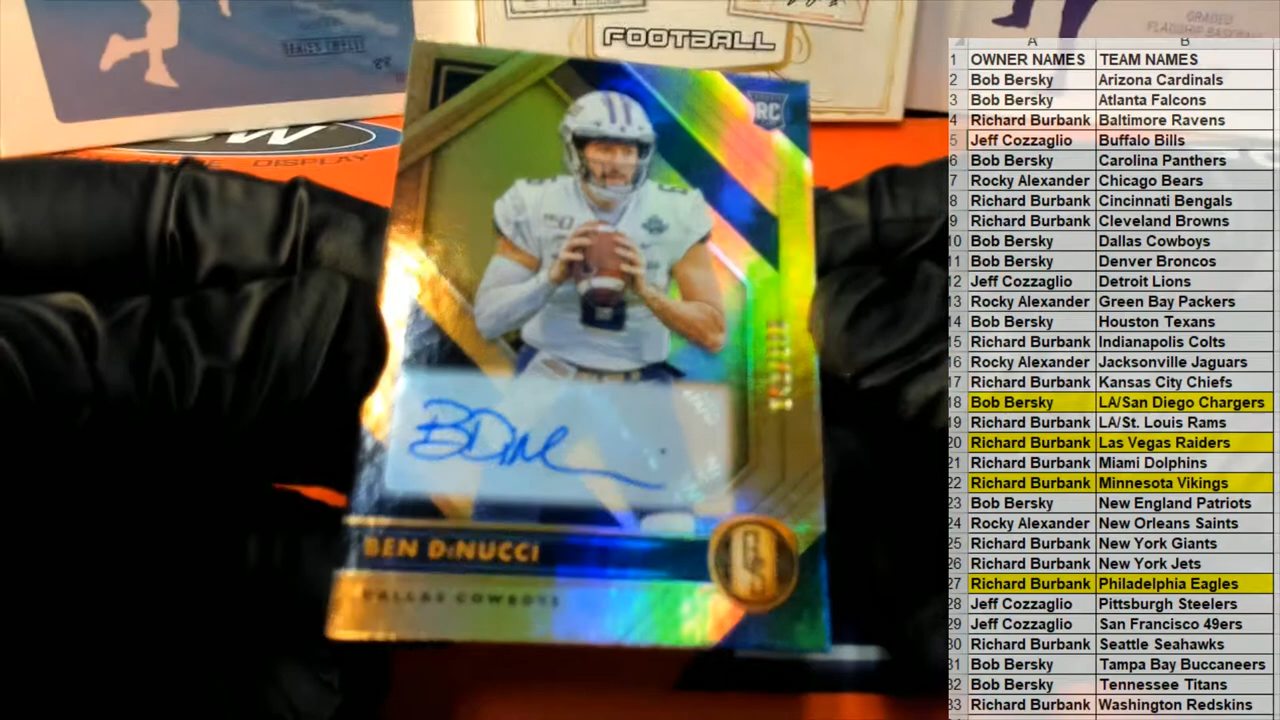 FOOTBALL
GRADED
FLAGSHIP BASEBALL
DISPLAY
RC
BEN DiNUCCI
DALLAS COWBOYS
A B
1 OWNER NAMES TEAM NAMES
2 Bob Bersky Arizona Cardinals
3 Bob Bersky Atlanta Falcons
4 Richard Burbank Baltimore Ravens
5 Jeff Cozzaglio Buffalo Bills
6 Bob Bersky Carolina Panthers
7 Rocky Alexander Chicago Bears
8 Richard Burbank Cincinnati Bengals
9 Richard Burbank Cleveland Browns
10 Bob Bersky Dallas Cowboys
11 Bob Bersky Denver Broncos
12 Jeff Cozzaglio Detroit Lions
13 Rocky Alexander Green Bay Packers
14 Bob Bersky Houston Texans
15 Richard Burbank Indianapolis Colts
16 Rocky Alexander Jacksonville Jaguars
17 Richard Burbank Kansas City Chiefs
18 Bob Bersky LA/San Diego Chargers
19 Richard Burbank LA/St. Louis Rams
20 Richard Burbank Las Vegas Raiders
21 Richard Burbank Miami Dolphins
22 Richard Burbank Minnesota Vikings
23 Bob Bersky New England Patriots
24 Rocky Alexander New Orleans Saints
25 Richard Burbank New York Giants
26 Richard Burbank New York Jets
27 Richard Burbank Philadelphia Eagles
28 Jeff Cozzaglio Pittsburgh Steelers
29 Jeff Cozzaglio San Francisco 49ers
30 Richard Burbank Seattle Seahawks
31 Bob Bersky Tampa Bay Buccaneers
32 Bob Bersky Tennessee Titans
33 Richard Burbank Washington Redskins